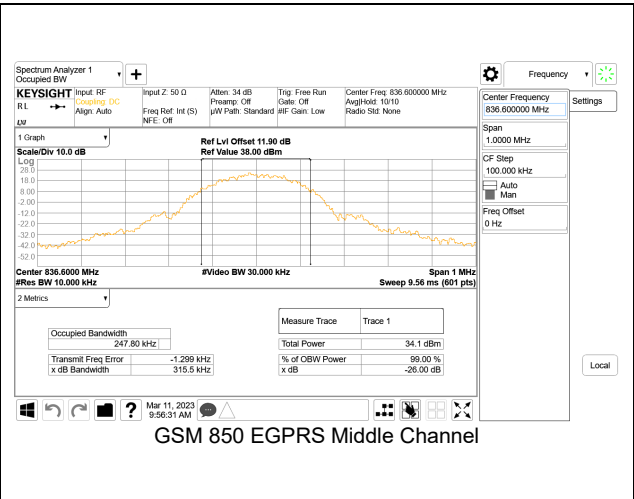 Spectrum Analyzer 1
Occupied BW
Frequency
KEYSIGHT
R L
LXI
Input: RF
Coupling: DC
Align: Auto
Input Z: 50 Ω
Freq Ref: Int (S)
NFE: Off
Atten: 34 dB
Preamp: Off
µW Path: Standard
Trig: Free Run
Gate: Off
#IF Gain: Low
Center Freq: 836.600000 MHz
Avg|Hold: 10/10
Radio Std: None
Center Frequency
836.600000 MHz
Settings
Span
1.0000 MHz
CF Step
100.000 kHz
Auto
Man
Freq Offset
0 Hz
Local
1 Graph
Scale/Div 10.0 dB
Ref Lvl Offset 11.90 dB
Ref Value 38.00 dBm
Log
28.0
18.0
8.00
-2.00
-12.0
-22.0
-32.0
-42.0
-52.0
Center 836.6000 MHz
#Video BW 30.000 kHz
Span 1 MHz
#Res BW 10.000 kHz
Sweep 9.56 ms (601 pts)
2 Metrics
Measure Trace
Trace 1
Occupied Bandwidth
247.80 kHz
Total Power
34.1 dBm
Transmit Freq Error
-1.299 kHz
% of OBW Power
99.00 %
x dB Bandwidth
315.5 kHz
x dB
-26.00 dB
?
Mar 11, 2023
9:56:31 AM
GSM 850 EGPRS Middle Channel